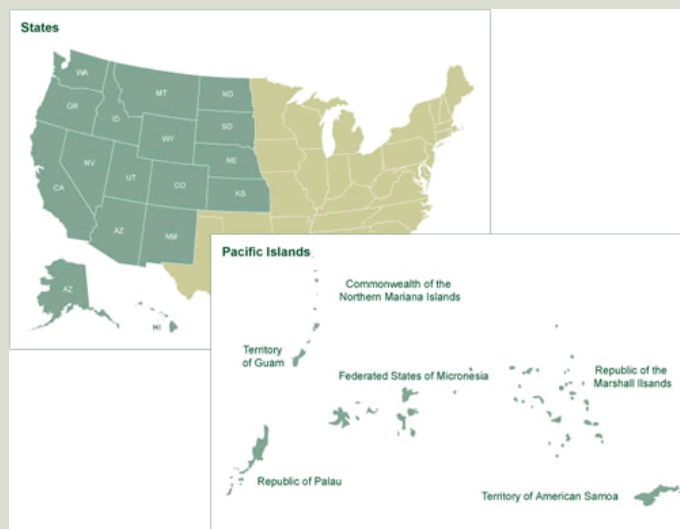 States
WA
MT
ND
OR
ID
SD
WY
NE
NV
UT
CO
KS
CA
AZ
NM
AZ
HI
Pacific Islands
Commonwealth of the
Northern Mariana Islands
Territory
of Guam
Federated States of Micronesia
Republic of the
Marshall Ilsands
Republic of Palau
Territory of American Samoa